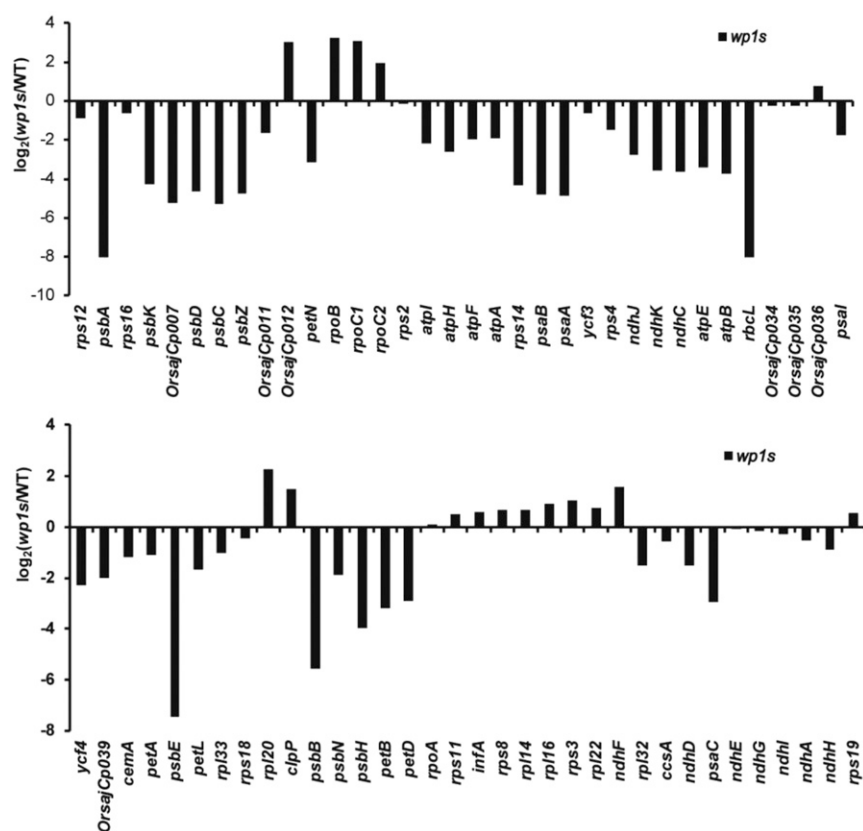 4
2
0
-2
-4
-6
-8
-10
log₂(wp1s/WT)
wp1s
rps12
psbA
rps16
psbK
OrsajCp007
psbD
psbC
psbZ
OrsajCp011
OrsajCp012
petN
rpoB
rpoC1
rpoC2
rps2
atpI
atpH
atpF
atpA
rps14
psaB
psaA
ycf3
rps4
ndhJ
ndhK
ndhC
atpE
atpB
rbcL
OrsajCp034
OrsajCp035
OrsajCp036
psaI
4
2
0
-2
-4
-6
-8
log₂(wp1s/WT)
wp1s
ycf4
OrsajCp039
cemA
petA
psbE
petL
rpl33
rps18
rpl20
clpP
psbB
psbN
psbH
petB
petD
rpoA
rps11
infA
rps8
rpl14
rpl16
rps3
rpl22
ndhF
rpl32
ccsA
ndhD
psaC
ndhE
ndhG
ndhI
ndhA
ndhH
rps19